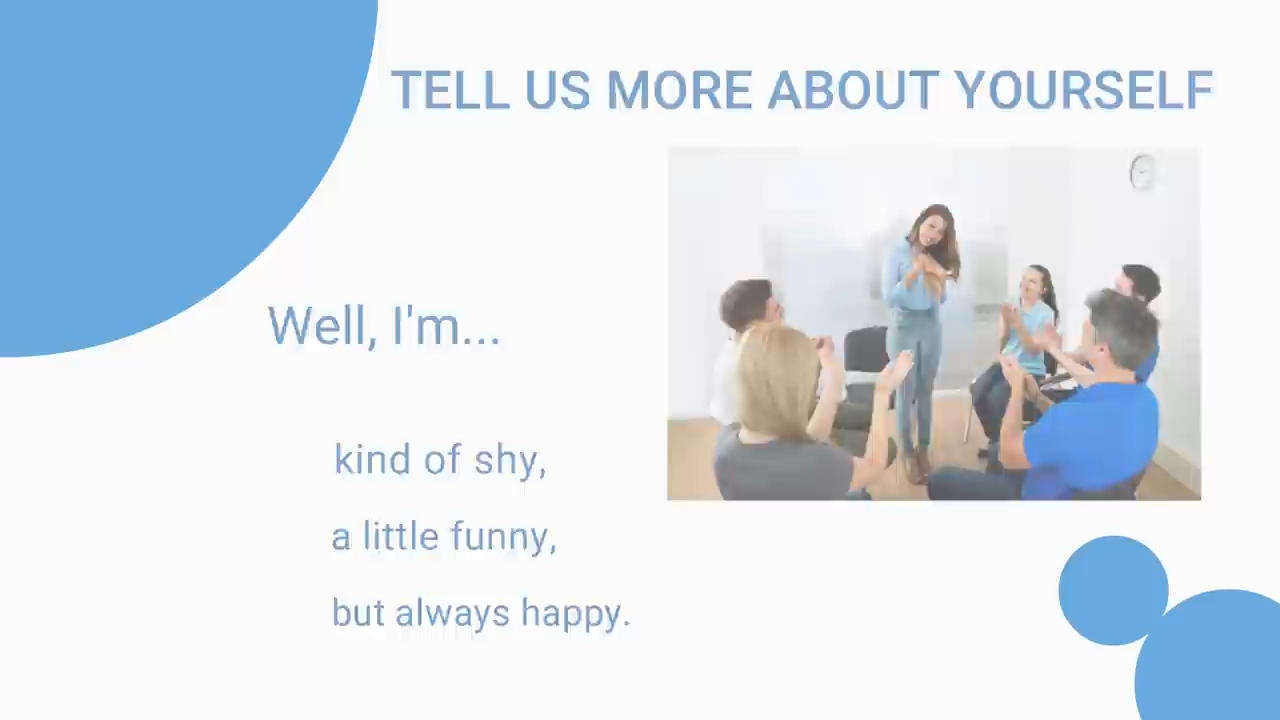 TELL US MORE ABOUT YOURSELF
Well, I'm...
kind of shy,
a little funny,
but always happy.